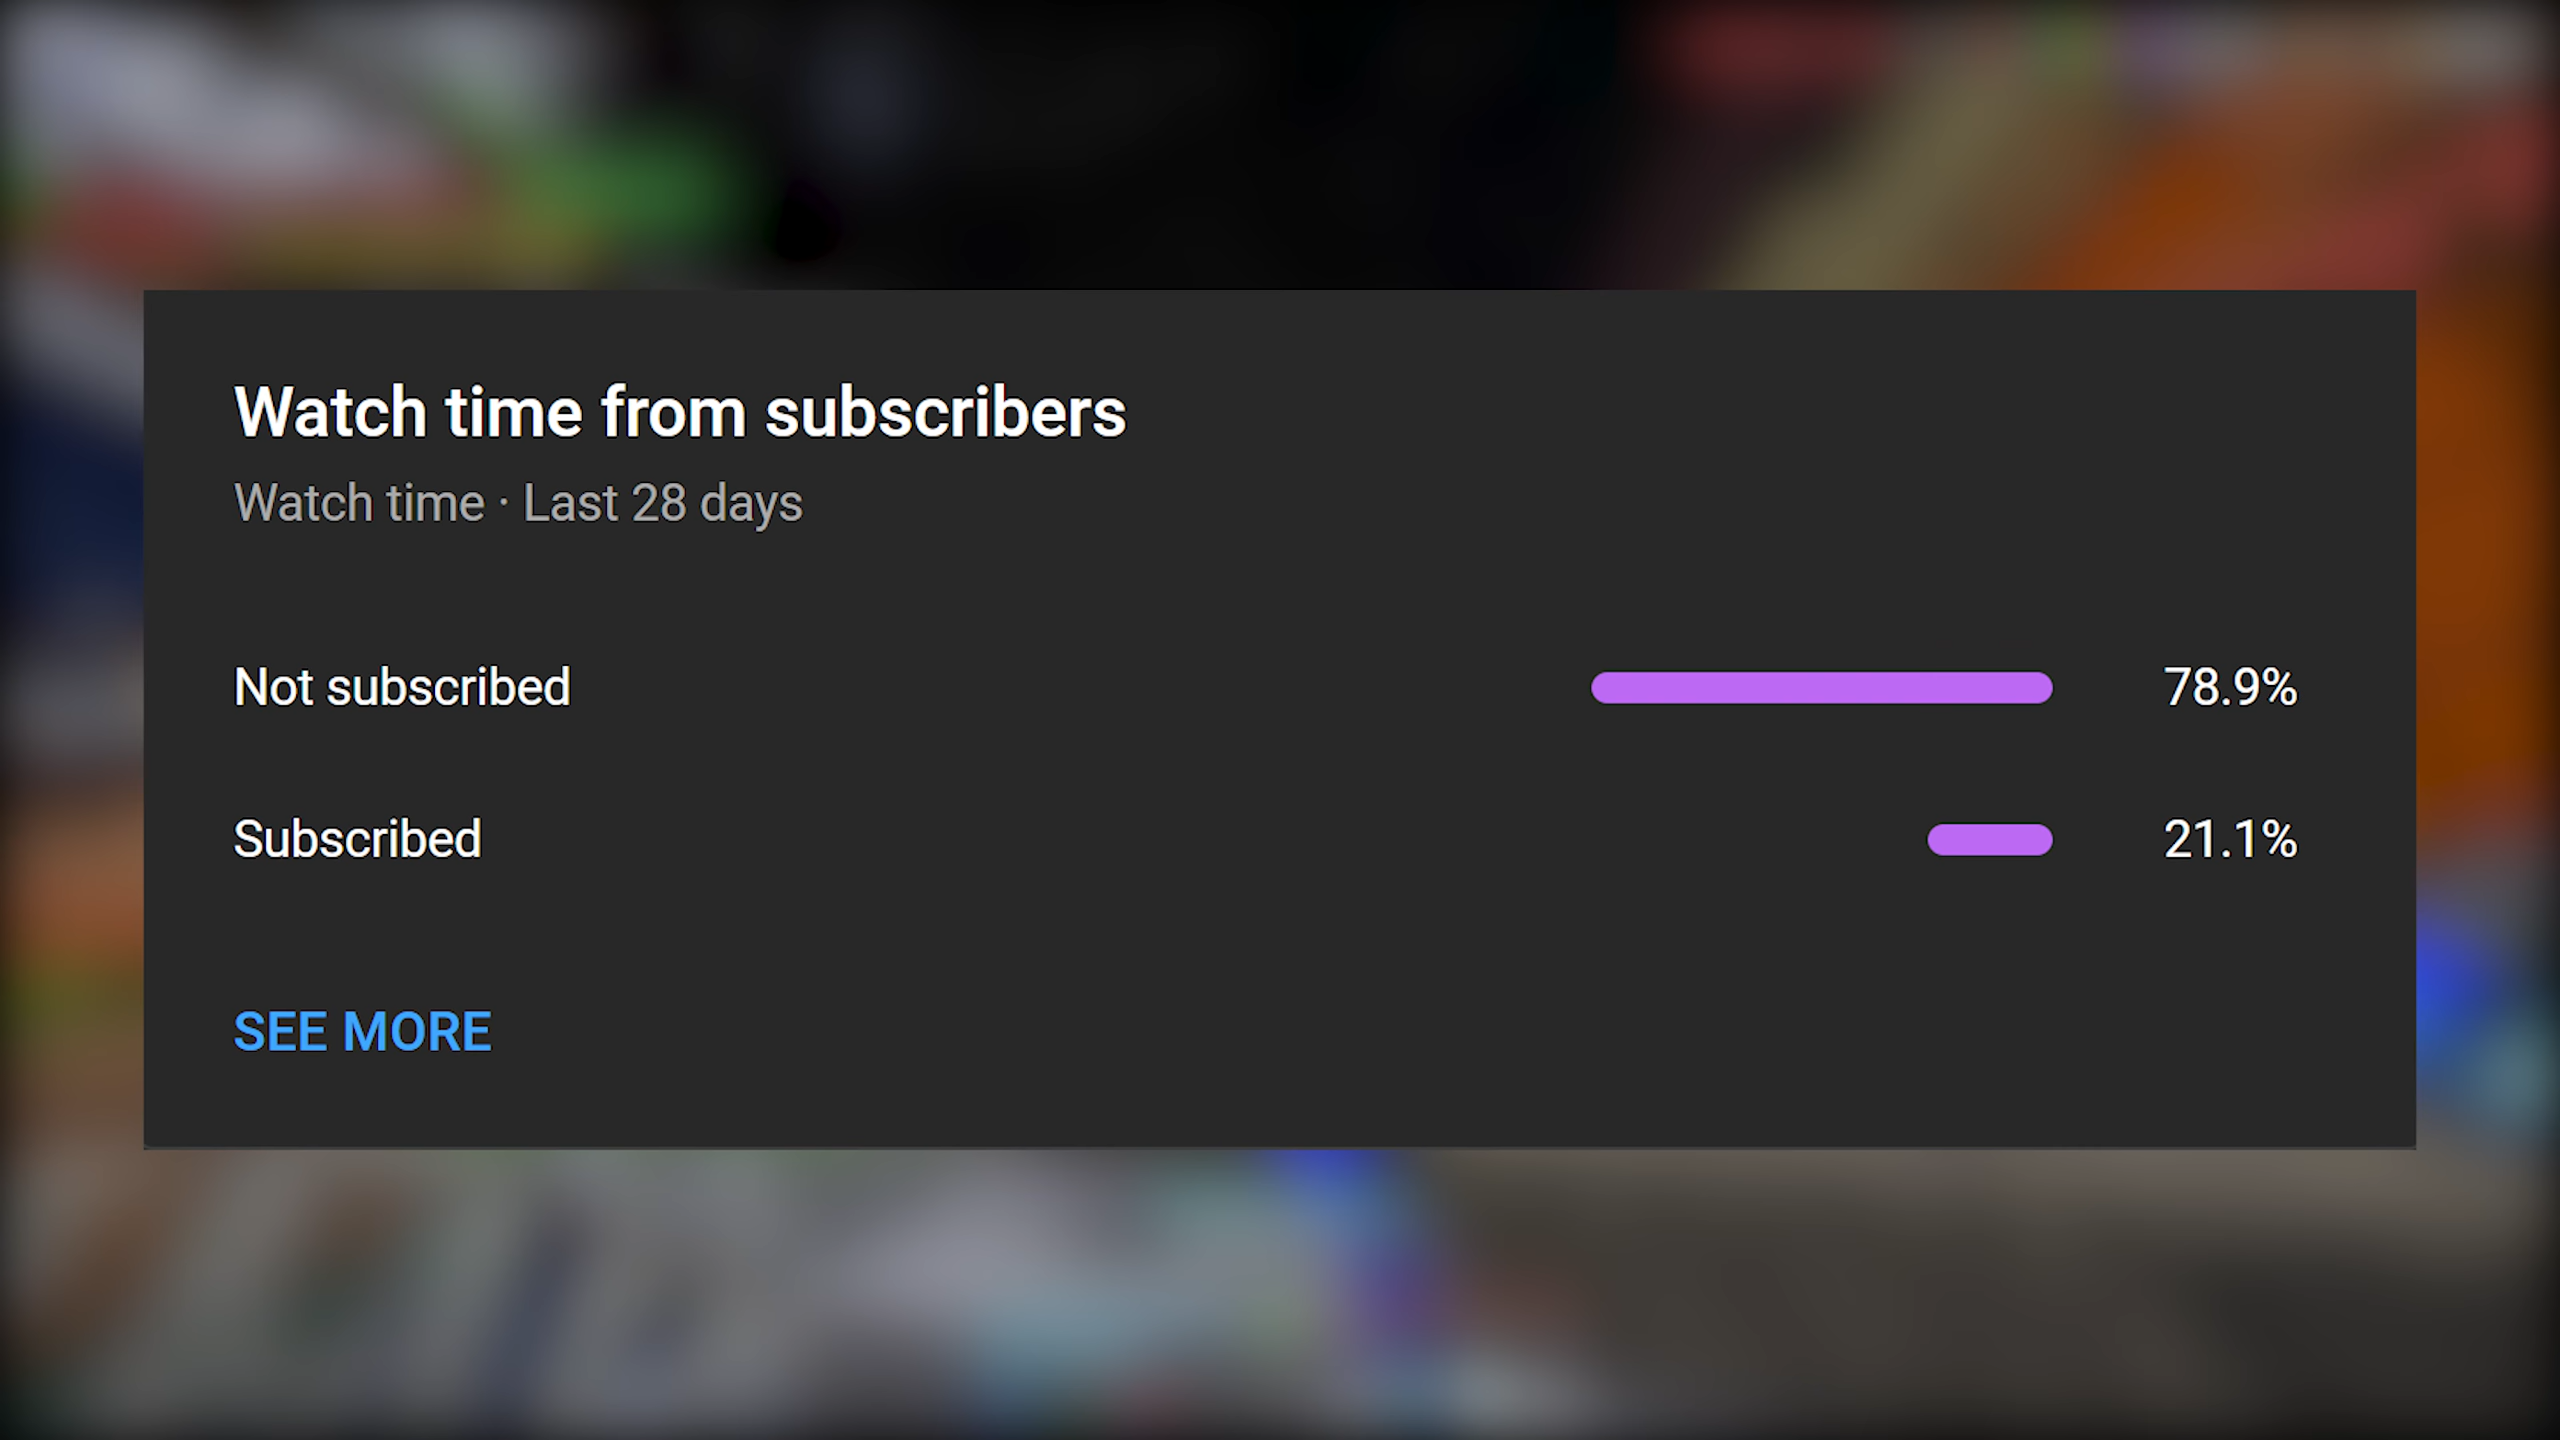 Watch time from subscribers
Watch time · Last 28 days
Not subscribed 78.9%
Subscribed 21.1%
SEE MORE